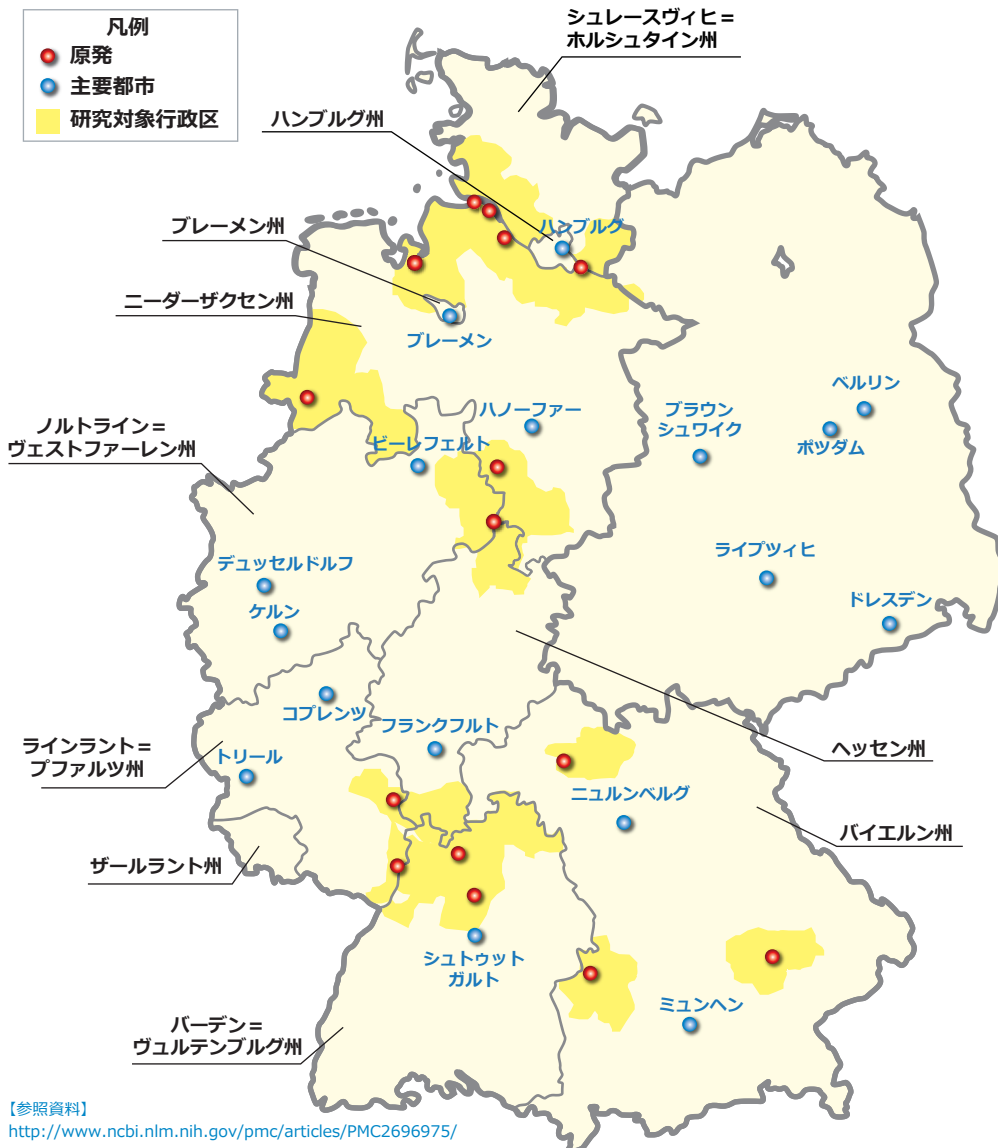 凡例
原発
主要都市
研究対象行政区
シュレースヴィヒ＝
ホルシュタイン州
ハンブルグ州
ブレーメン州
ハンブルグ
ニーダーザクセン州
ブレーメン
ベルリン
ハノーファー
ブラウン
シュワイク
ポツダム
ノルトライン＝
ヴェストファーレン州
ビーレフェルト
デュッセルドルフ
ライプツィヒ
ケルン
ドレスデン
コプレンツ
フランクフルト
ラインラント＝
プファルツ州
トリール
ヘッセン州
ニュルンベルグ
バイエルン州
ザールラント州
シュトゥット
ガルト
ミュンヘン
バーデン＝
ヴュルテンブルグ州
【参照資料】
http://www.ncbi.nlm.nih.gov/pmc/articles/PMC2696975/